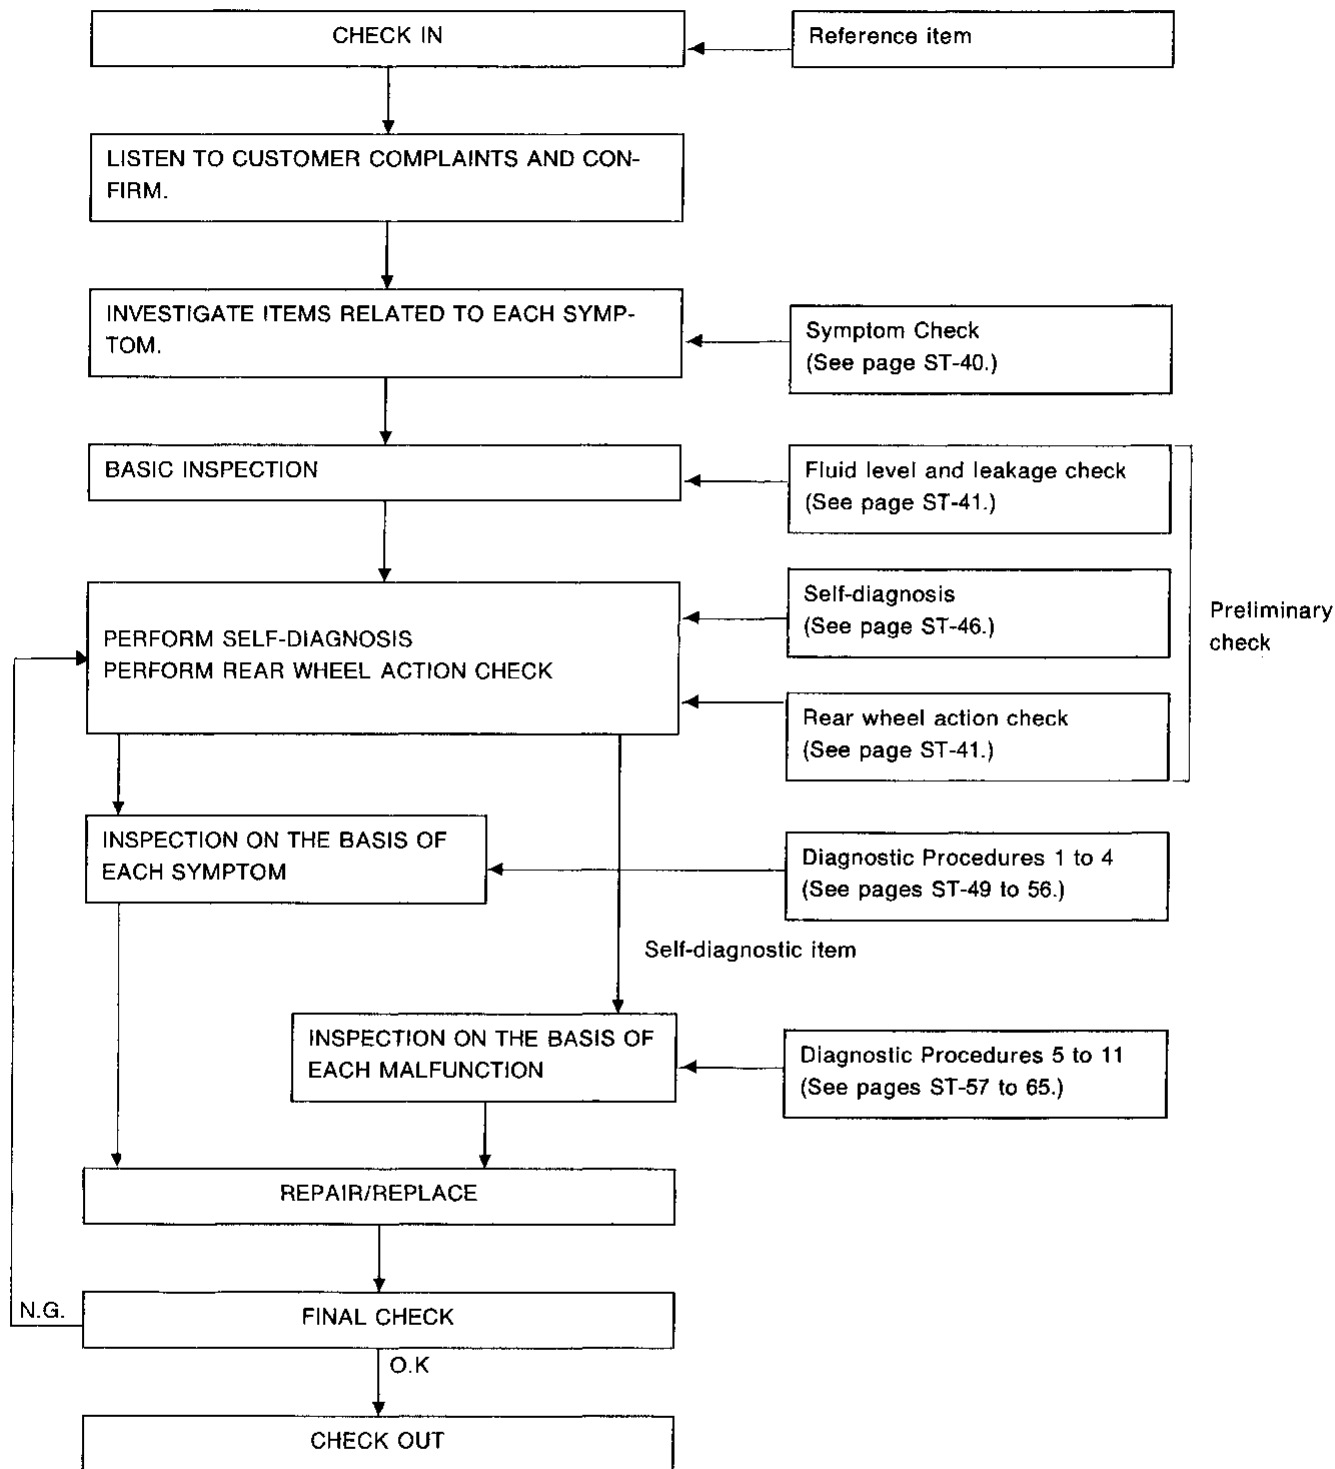 CHECK IN
Reference item
LISTEN TO CUSTOMER COMPLAINTS AND CON-
FIRM.
INVESTIGATE ITEMS RELATED TO EACH SYMP-
TOM.
Symptom Check
(See page ST-40.)
BASIC INSPECTION
Fluid level and leakage check
(See page ST-41.)
PERFORM SELF-DIAGNOSIS
PERFORM REAR WHEEL ACTION CHECK
Self-diagnosis
(See page ST-46.)
Preliminary
check
Rear wheel action check
(See page ST-41.)
INSPECTION ON THE BASIS OF
EACH SYMPTOM
Diagnostic Procedures 1 to 4
(See pages ST-49 to 56.)
Self-diagnostic item
INSPECTION ON THE BASIS OF
EACH MALFUNCTION
Diagnostic Procedures 5 to 11
(See pages ST-57 to 65.)
REPAIR/REPLACE
N.G.
FINAL CHECK
O.K
CHECK OUT